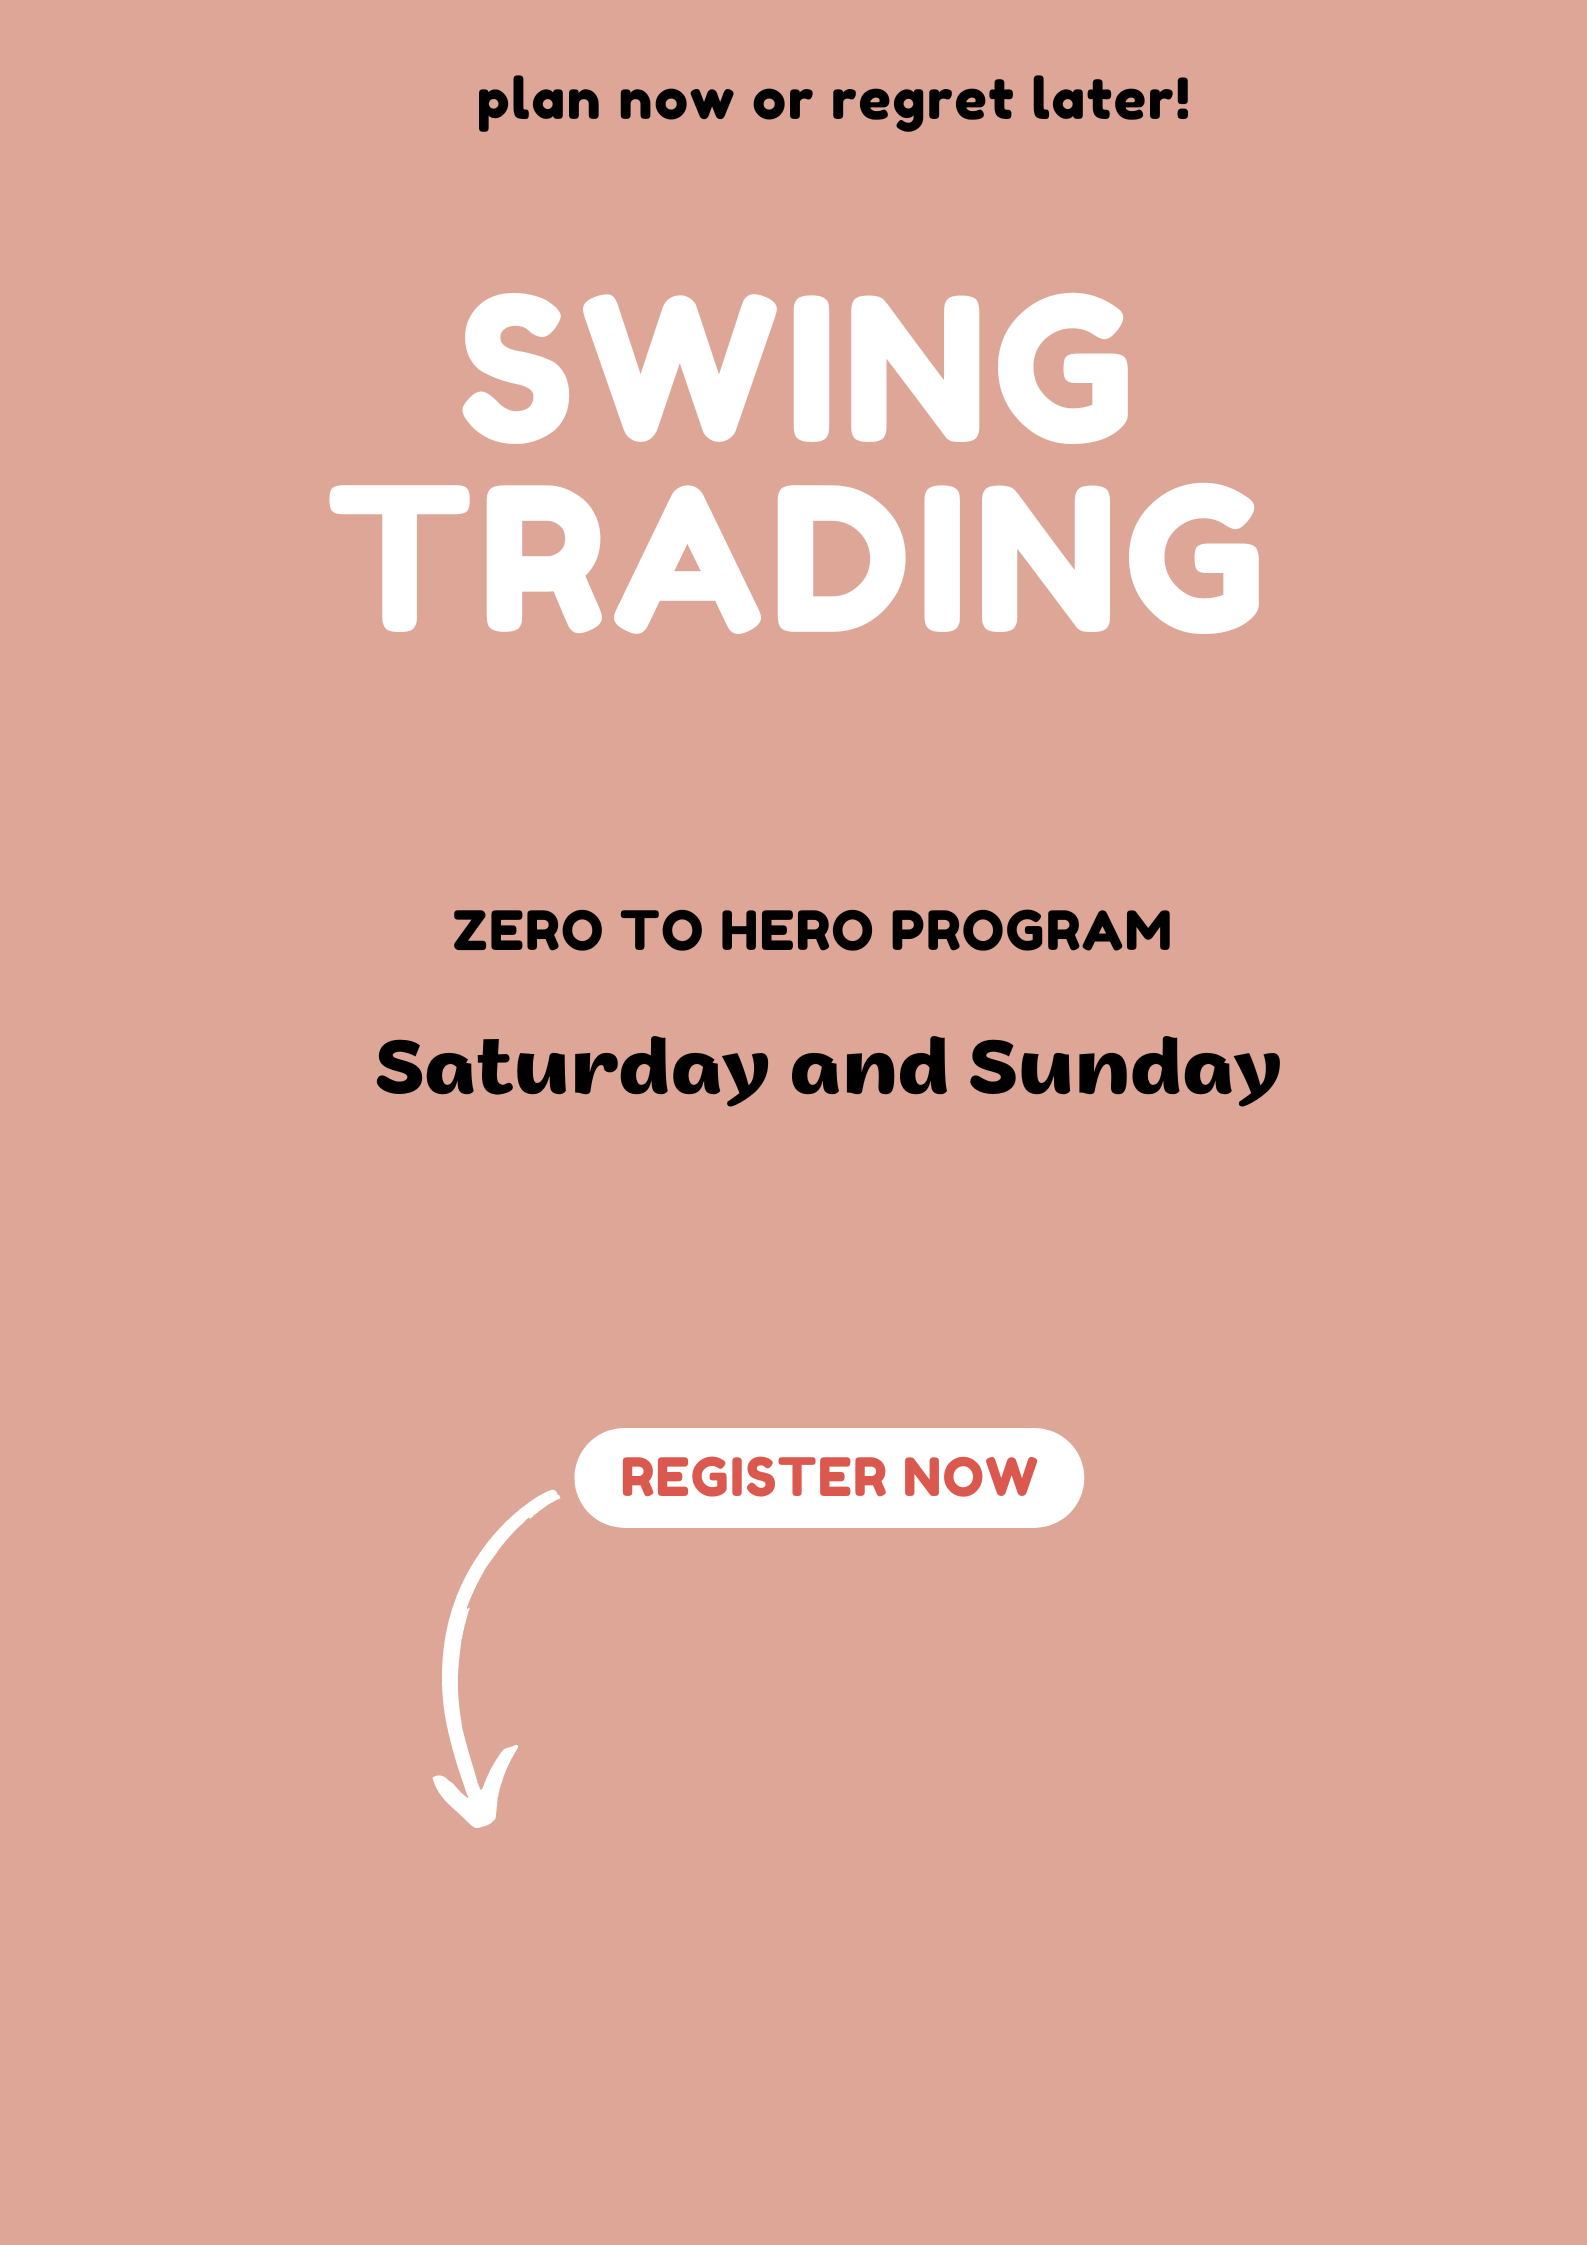 plan now or regret later!
SWING
TRADING
ZERO TO HERO PROGRAM
Saturday and Sunday
REGISTER NOW